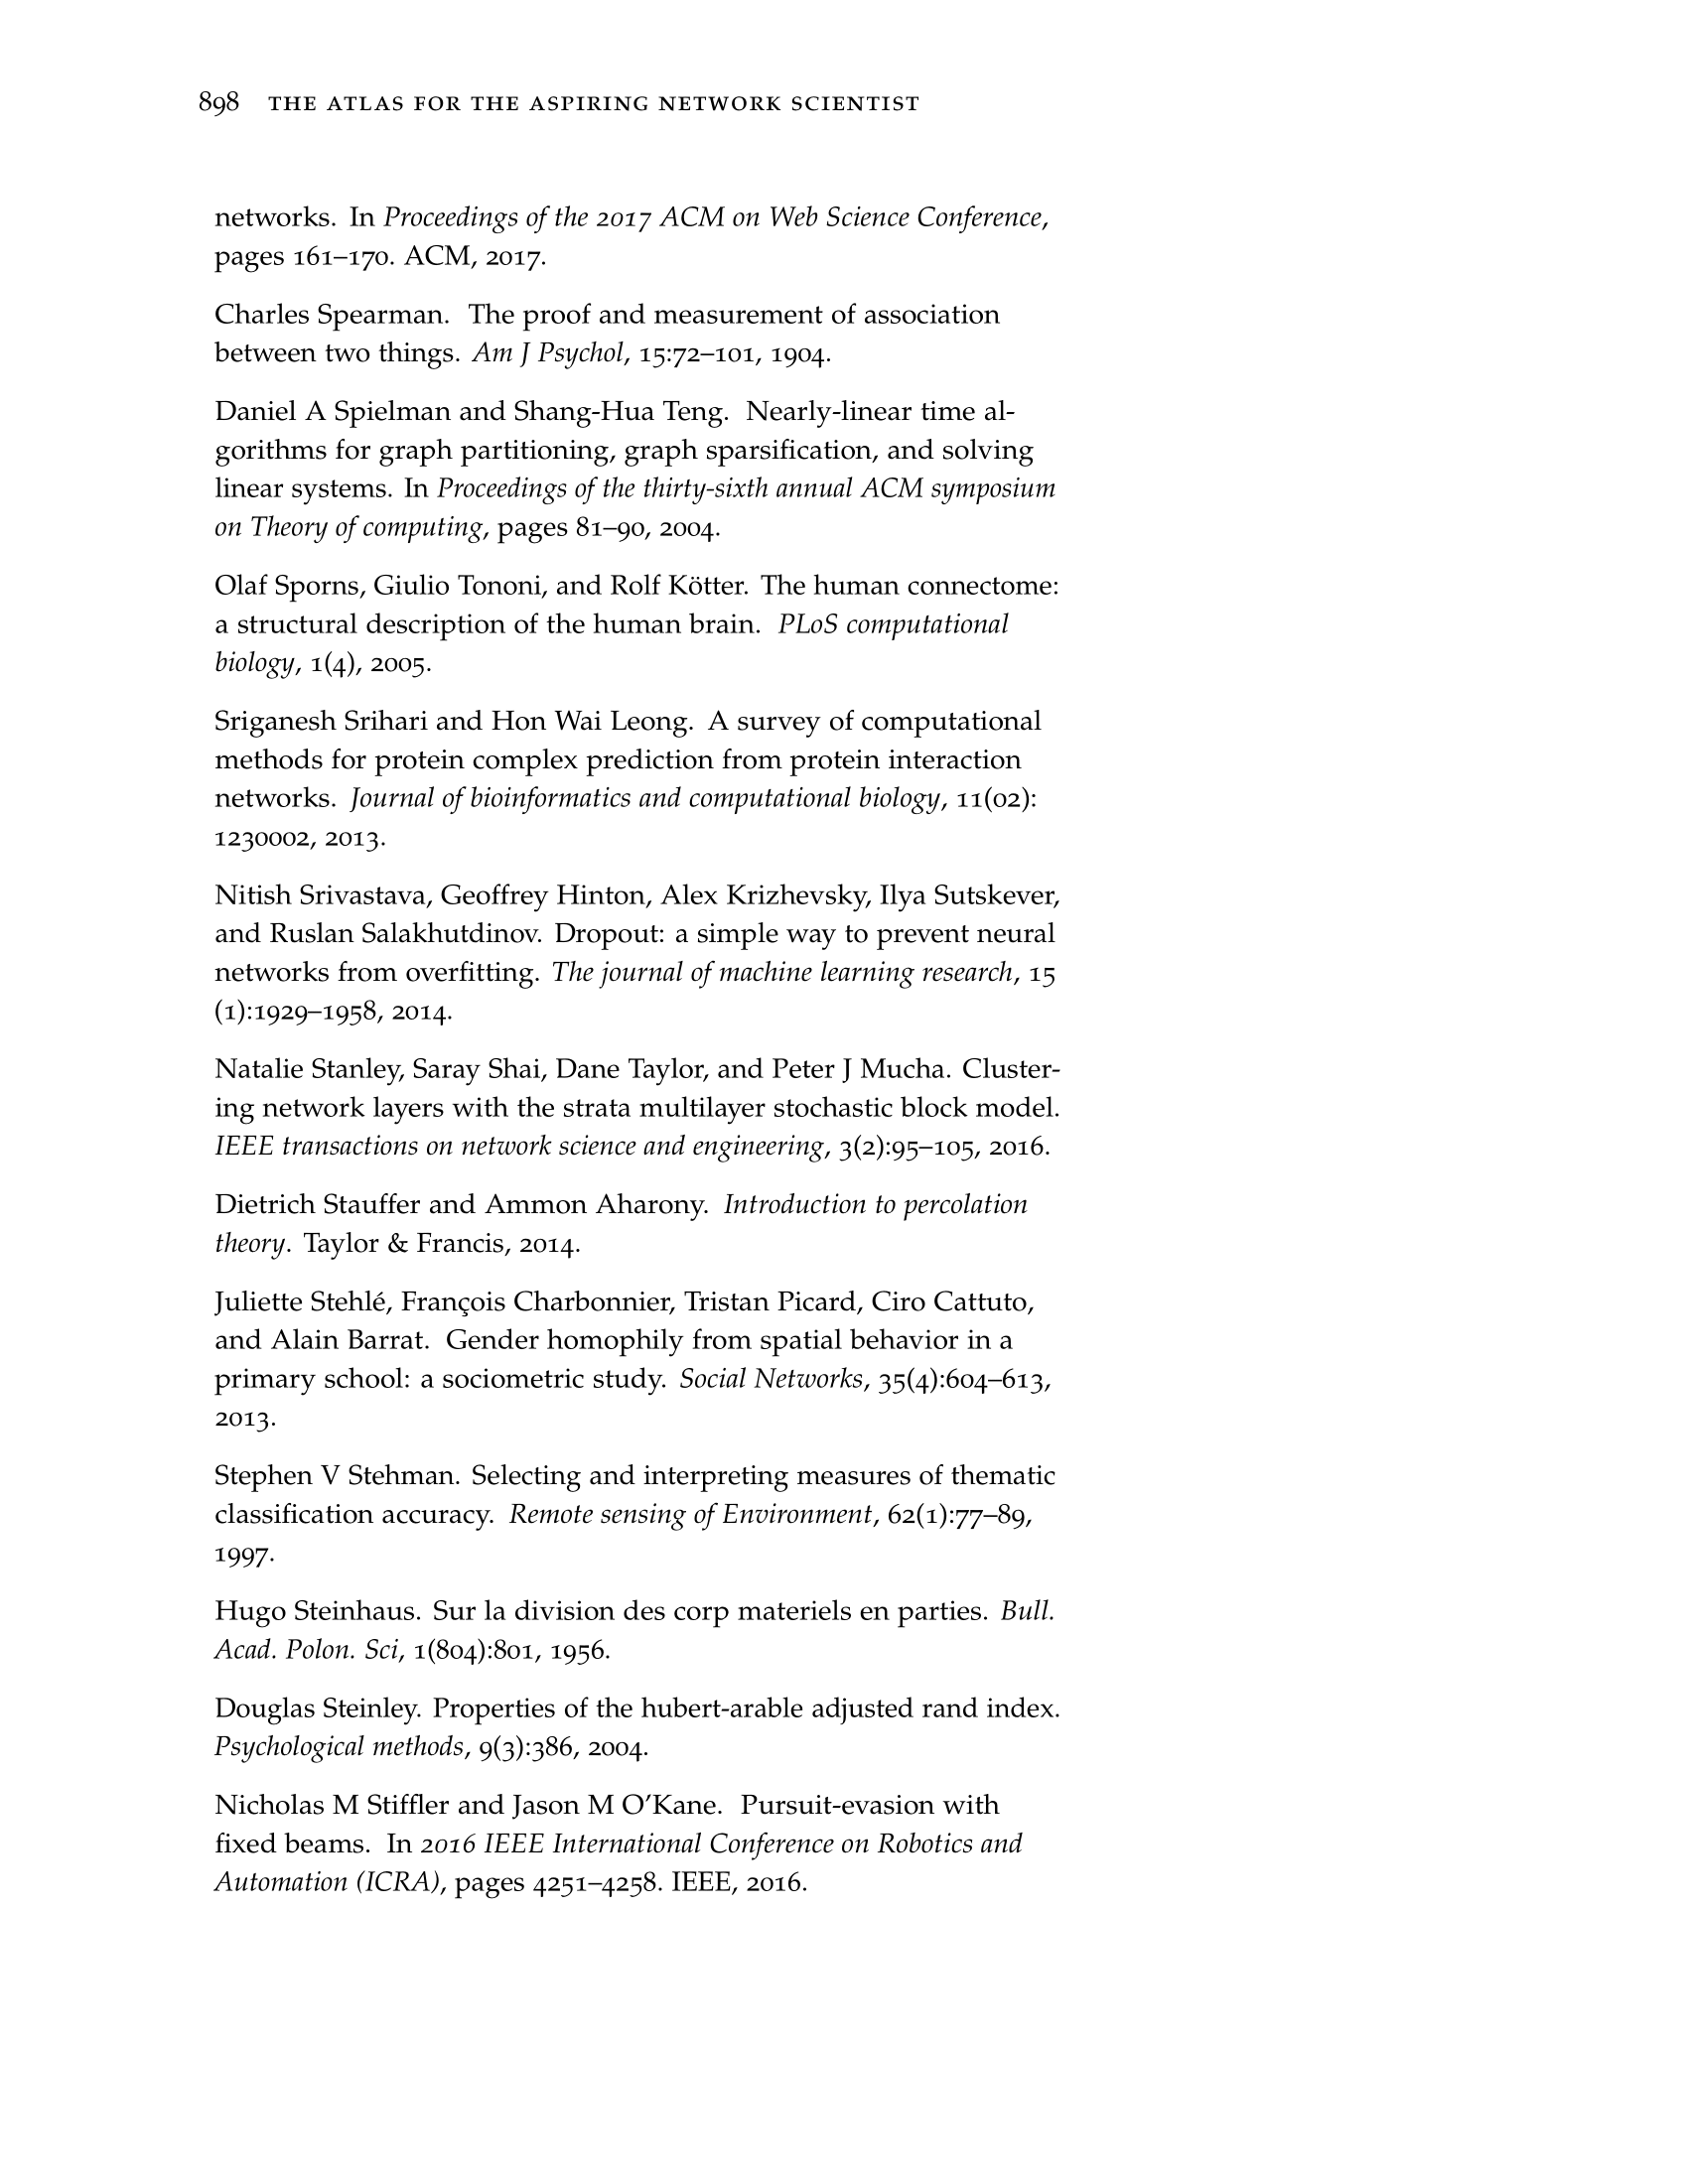 898 THE ATLAS FOR THE ASPIRING NETWORK SCIENTIST
networks. In Proceedings of the 2017 ACM on Web Science Conference,
pages 161–170. ACM, 2017.
Charles Spearman. The proof and measurement of association
between two things. Am J Psychol, 15:72–101, 1904.
Daniel A Spielman and Shang-Hua Teng. Nearly-linear time al-
gorithms for graph partitioning, graph sparsification, and solving
linear systems. In Proceedings of the thirty-sixth annual ACM symposium
on Theory of computing, pages 81–90, 2004.
Olaf Sporns, Giulio Tononi, and Rolf Kötter. The human connectome:
a structural description of the human brain. PLoS computational
biology, 1(4), 2005.
Sriganesh Srihari and Hon Wai Leong. A survey of computational
methods for protein complex prediction from protein interaction
networks. Journal of bioinformatics and computational biology, 11(02):
1230002, 2013.
Nitish Srivastava, Geoffrey Hinton, Alex Krizhevsky, Ilya Sutskever,
and Ruslan Salakhutdinov. Dropout: a simple way to prevent neural
networks from overfitting. The journal of machine learning research, 15
(1):1929–1958, 2014.
Natalie Stanley, Saray Shai, Dane Taylor, and Peter J Mucha. Cluster-
ing network layers with the strata multilayer stochastic block model.
IEEE transactions on network science and engineering, 3(2):95–105, 2016.
Dietrich Stauffer and Ammon Aharony. Introduction to percolation
theory. Taylor & Francis, 2014.
Juliette Stehlé, François Charbonnier, Tristan Picard, Ciro Cattuto,
and Alain Barrat. Gender homophily from spatial behavior in a
primary school: a sociometric study. Social Networks, 35(4):604–613,
2013.
Stephen V Stehman. Selecting and interpreting measures of thematic
classification accuracy. Remote sensing of Environment, 62(1):77–89,
1997.
Hugo Steinhaus. Sur la division des corp materiels en parties. Bull.
Acad. Polon. Sci, 1(804):801, 1956.
Douglas Steinley. Properties of the hubert-arable adjusted rand index.
Psychological methods, 9(3):386, 2004.
Nicholas M Stiffler and Jason M O’Kane. Pursuit-evasion with
fixed beams. In 2016 IEEE International Conference on Robotics and
Automation (ICRA), pages 4251–4258. IEEE, 2016.